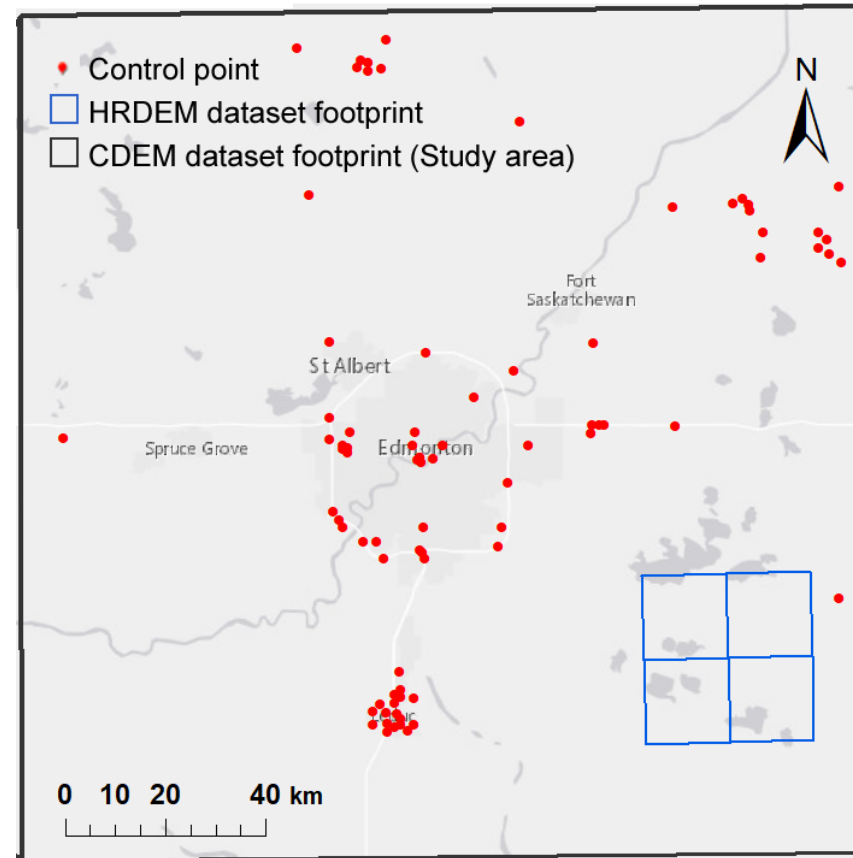 Control point
N
HRDEM dataset footprint
CDEM dataset footprint (Study area)
Fort
Saskatchewan
St Albert
Spruce Grove
Edmonton
0 10 20 40 km